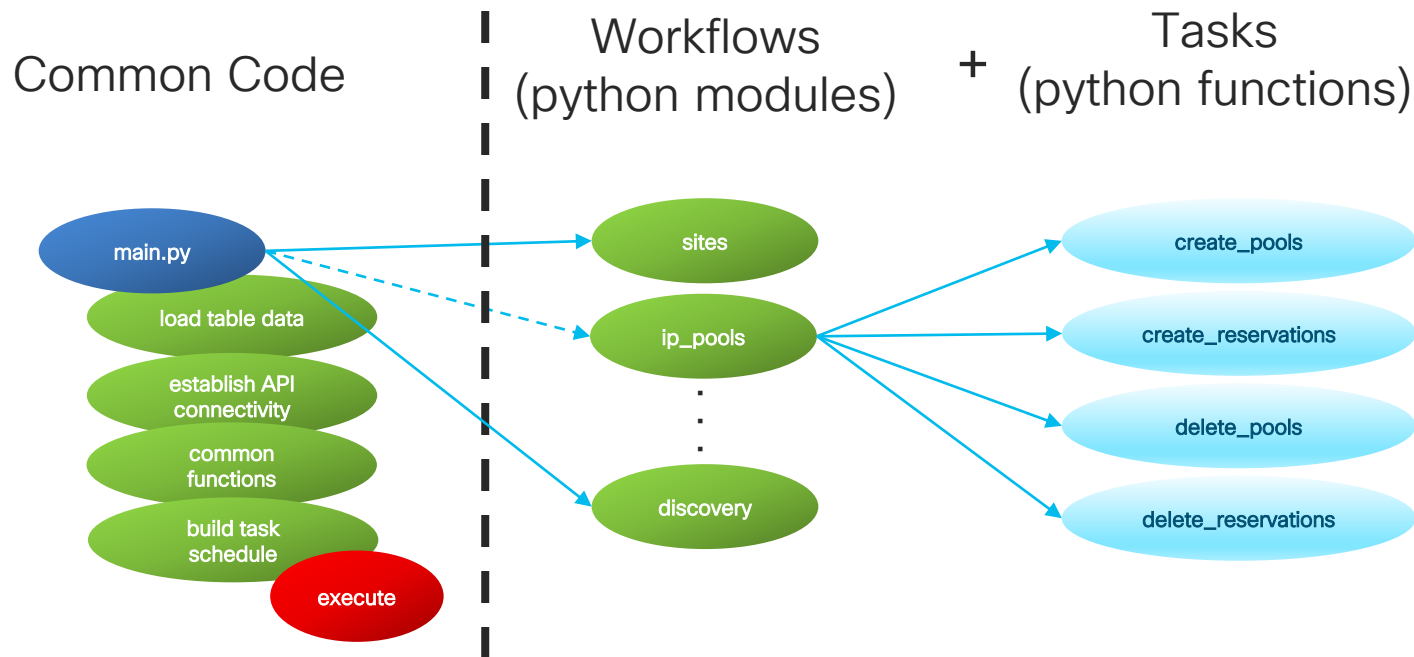 Common Code
Workflows
(python modules)
+
Tasks
(python functions)
main.py
load table data
establish API
connectivity
common
functions
build task
schedule
execute
sites
ip_pools
.
.
.
discovery
create_pools
create_reservations
delete_pools
delete_reservations